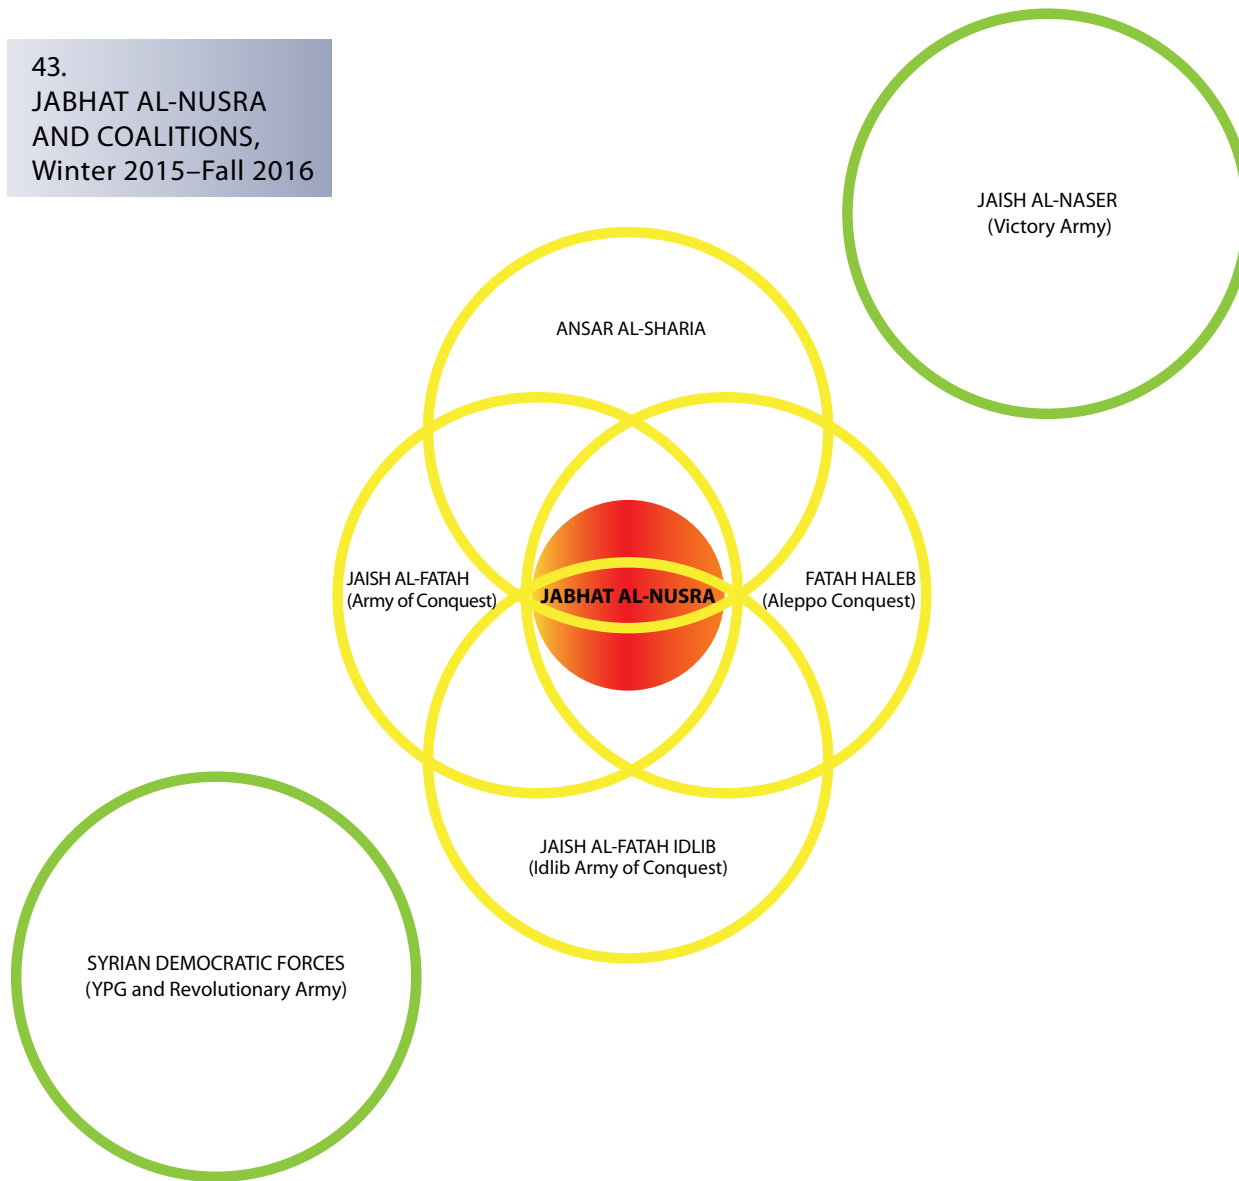 43.
JABHAT AL-NUSRA
AND COALITIONS,
Winter 2015–Fall 2016
JAISH AL-NASER
(Victory Army)
ANSAR AL-SHARIA
JAISH AL-FATAH
(Army of Conquest)
JABHAT AL-NUSRA
FATAH HALEB
(Aleppo Conquest)
JAISH AL-FATAH IDLIB
(Idlib Army of Conquest)
SYRIAN DEMOCRATIC FORCES
(YPG and Revolutionary Army)